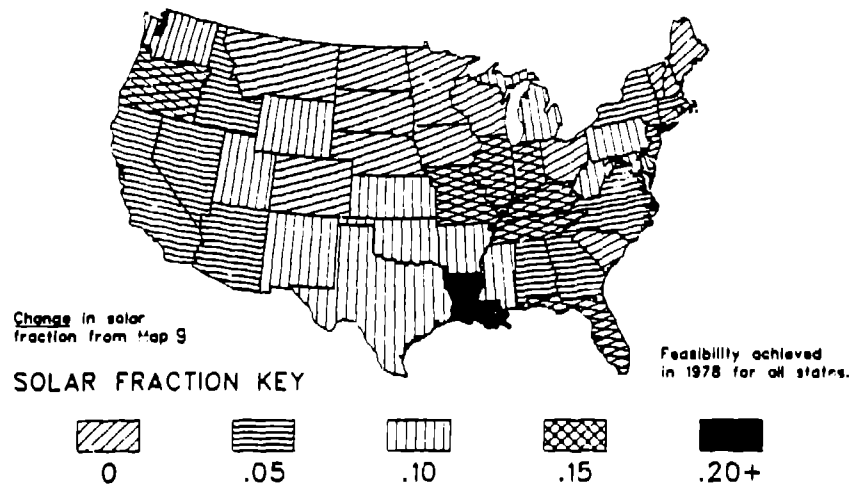 Change in solar
fraction from Map 9
Feasibility achieved
in 1978 for all states.
SOLAR FRACTION KEY
0 .05 .10 .15 .20+